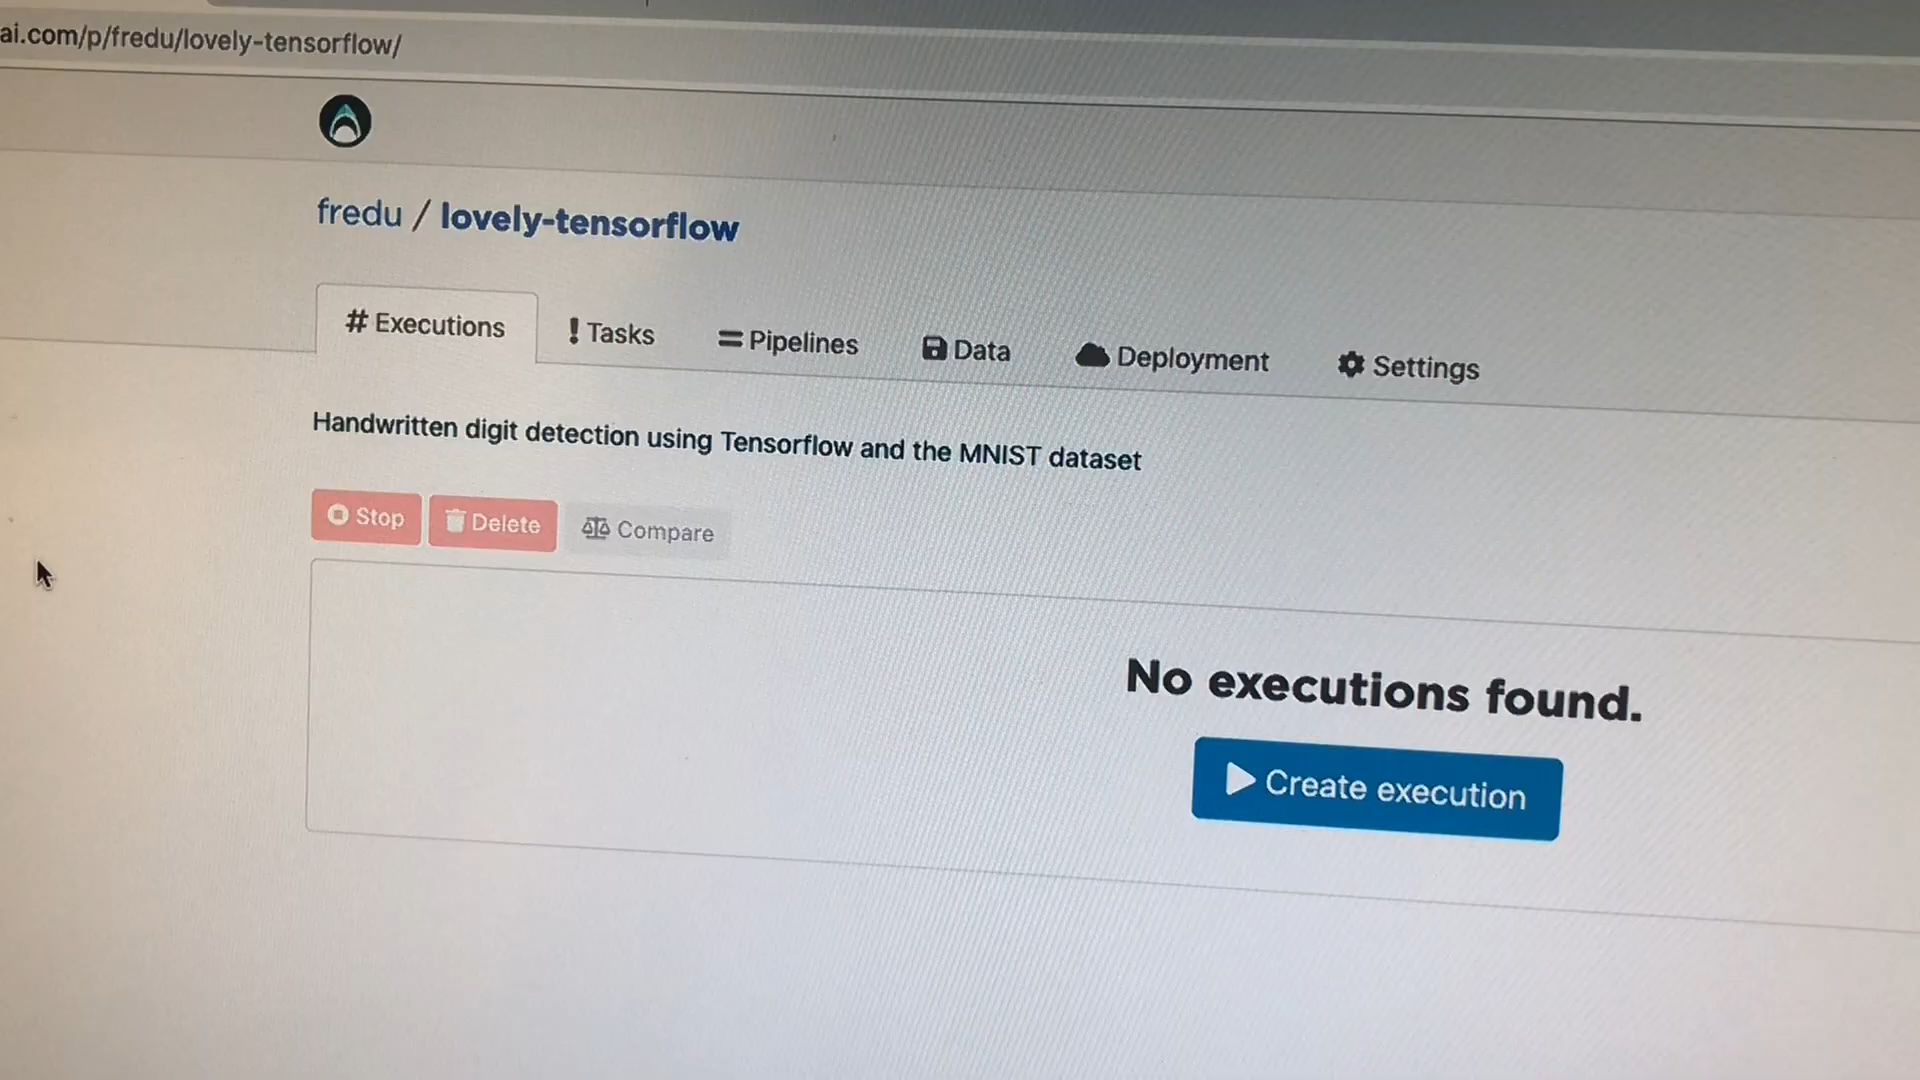 ai.com/p/fredu/lovely-tensorflow/
fredu / lovely-tensorflow
# Executions ! Tasks Pipelines Data Deployment Settings
Handwritten digit detection using Tensorflow and the MNIST dataset
Stop Delete Compare
No executions found.
Create execution